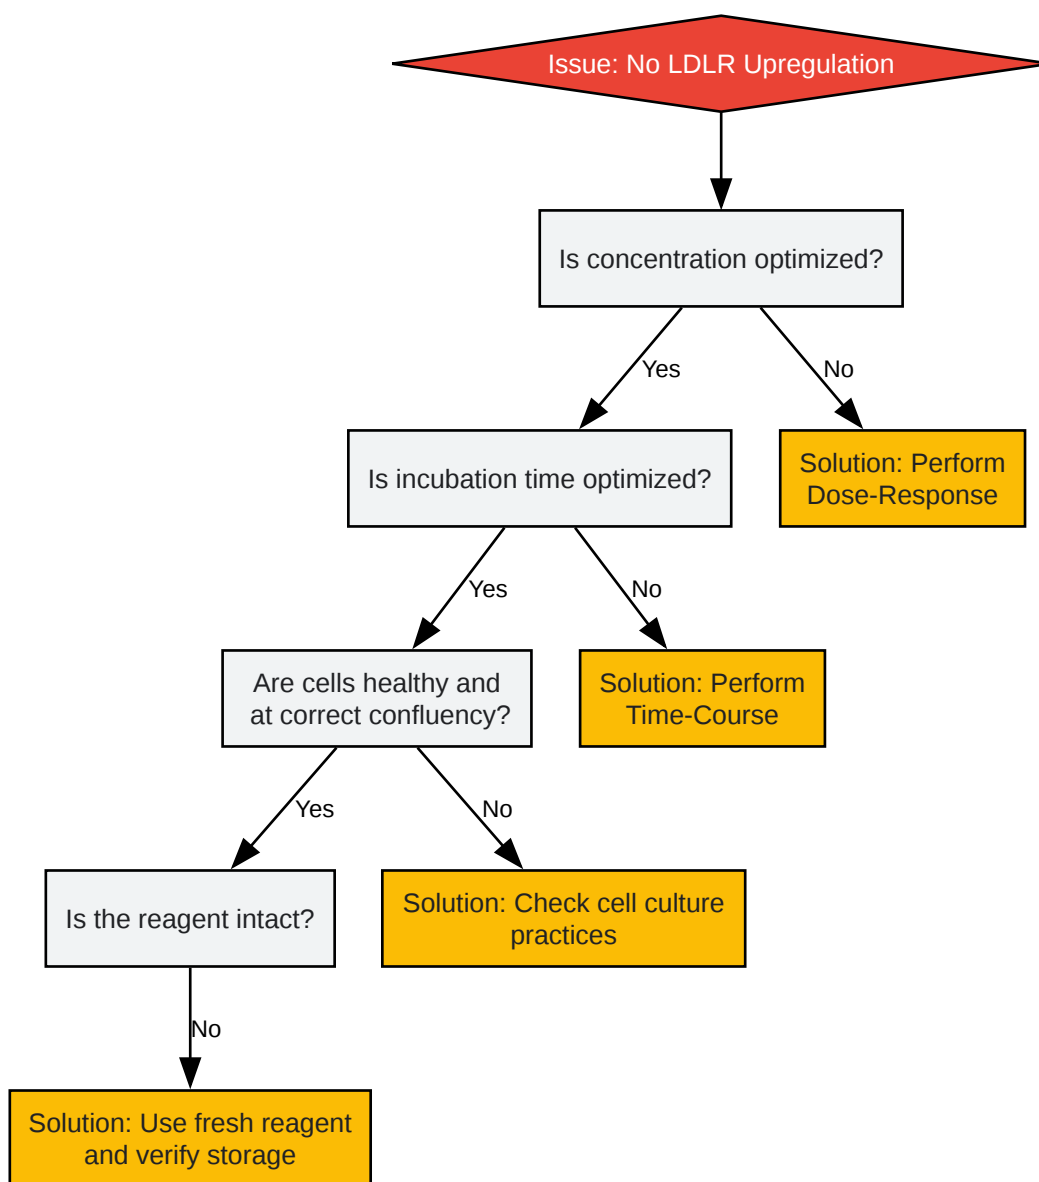 Issue: No LDLR Upregulation
Is concentration optimized?
Yes
No
Is incubation time optimized?
Solution: Perform
Dose-Response
Yes
No
Are cells healthy and
at correct confluency?
Solution: Perform
Time-Course
Yes
No
Is the reagent intact?
Solution: Check cell culture
practices
No
Solution: Use fresh reagent
and verify storage